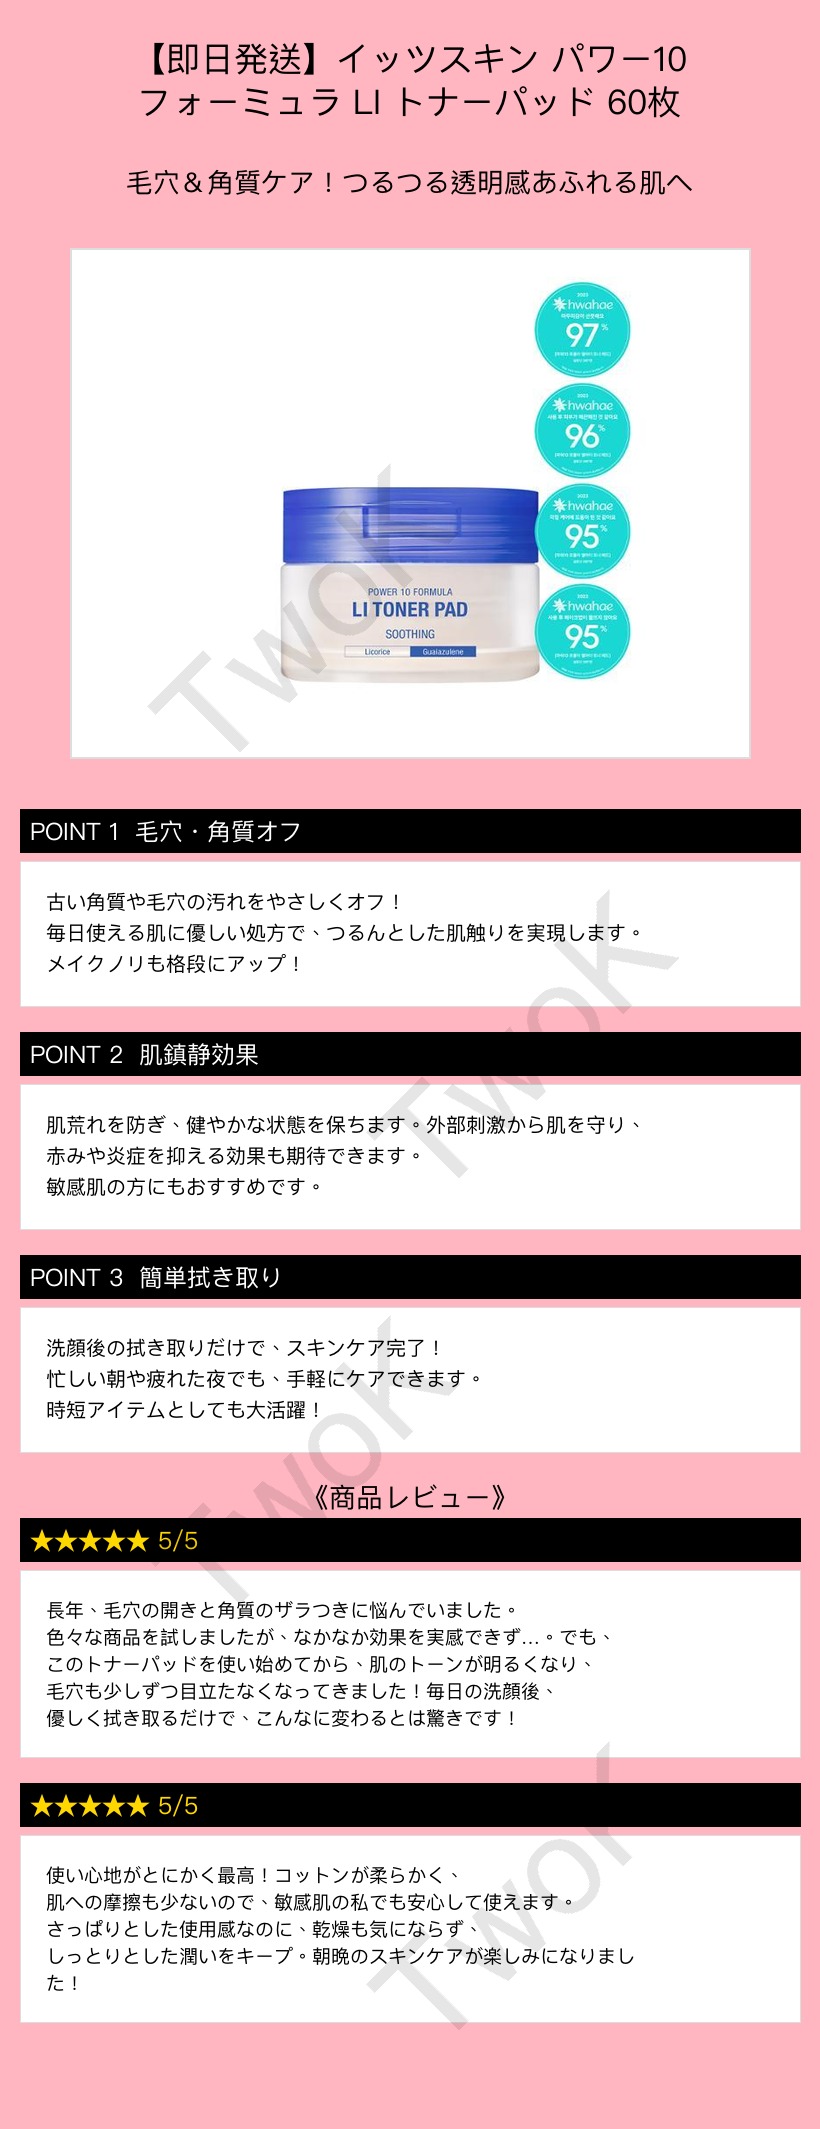 【即日発送】イッツスキン パワー10
フォーミュラ LI トナーパッド 60枚
毛穴＆角質ケア！つるつる透明感あふれる肌へ
2023
hwahae
97%
2023
hwahae
96%
2023
hwahae
95%
2023
hwahae
95%
POWER 10 FORMULA
LI TONER PAD
SOOTHING
Licorice Guaiazulene
TwoK
POINT 1 毛穴・角質オフ
古い角質や毛穴の汚れをやさしくオフ！
毎日使える肌に優しい処方で、つるんとした肌触りを実現します。
メイクノリも格段にアップ！
TwoK
POINT 2 肌鎮静効果
肌荒れを防ぎ、健やかな状態を保ちます。外部刺激から肌を守り、
赤みや炎症を抑える効果も期待できます。
敏感肌の方にもおすすめです。
POINT 3 簡単拭き取り
洗顔後の拭き取りだけで、スキンケア完了！
忙しい朝や疲れた夜でも、手軽にケアできます。
時短アイテムとしても大活躍！
TwoK
《商品レビュー》
★★★★★ 5/5
長年、毛穴の開きと角質のザラつきに悩んでいました。
色々な商品を試しましたが、なかなか効果を実感できず…。でも、
このトナーパッドを使い始めてから、肌のトーンが明るくなり、
毛穴も少しずつ目立たなくなってきました！毎日の洗顔後、
優しく拭き取るだけで、こんなに変わるとは驚きです！
★★★★★ 5/5
使い心地がとにかく最高！コットンが柔らかく、
肌への摩擦も少ないので、敏感肌の私でも安心して使えます。
さっぱりとした使用感なのに、乾燥も気にならず、
しっとりとした潤いをキープ。朝晩のスキンケアが楽しみになりまし
た！
TwoK